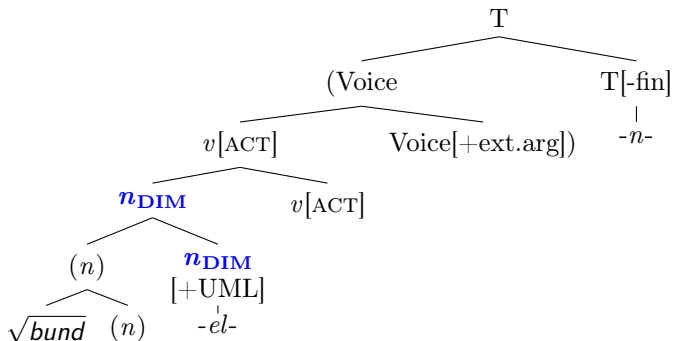 T
(Voice T[-fin]
v[ACT] Voice[+ext.arg]) -n-
n_DIM v[ACT]
(n) n_DIM
[+UML]
√bund (n) -el-